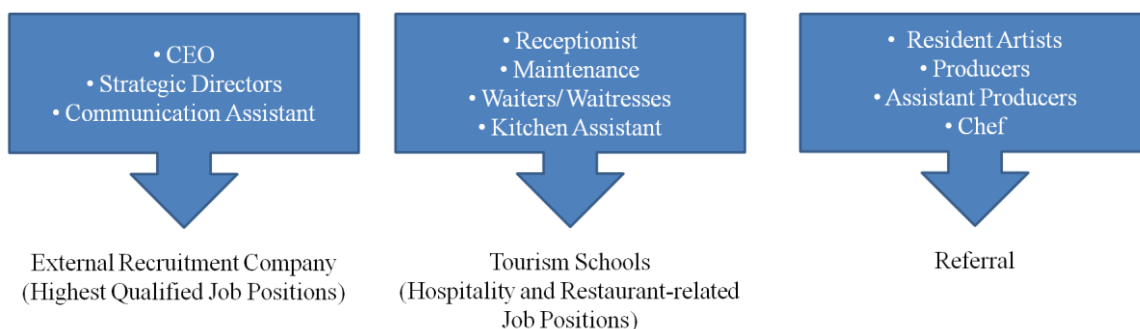 • CEO
• Strategic Directors
• Communication Assistant
External Recruitment Company
(Highest Qualified Job Positions)
• Receptionist
• Maintenance
• Waiters/ Waitresses
• Kitchen Assistant
Tourism Schools
(Hospitality and Restaurant-related
Job Positions)
• Resident Artists
• Producers
• Assistant Producers
• Chef
Referral